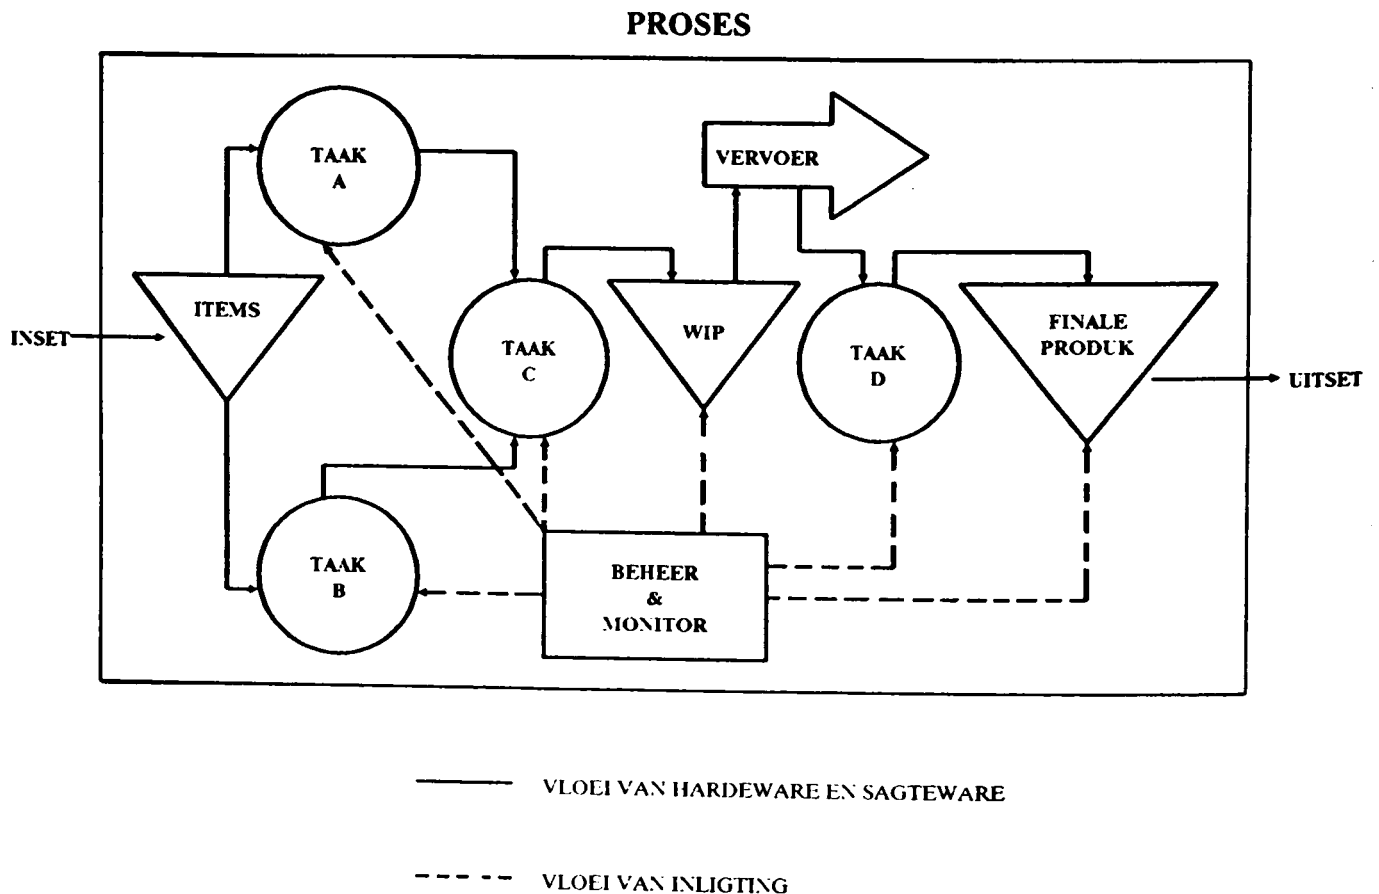 PROSES
TAAK
A
VERVOER
ITEMS
INSET
TAAK
C
WIP
TAAK
D
FINALE
PRODUK
UITSET
TAAK
B
BEHEER
&
MONITOR
VLOEI VAN HARDEWARE EN SAGTEWARE
VLOEI VAN INLIGTING